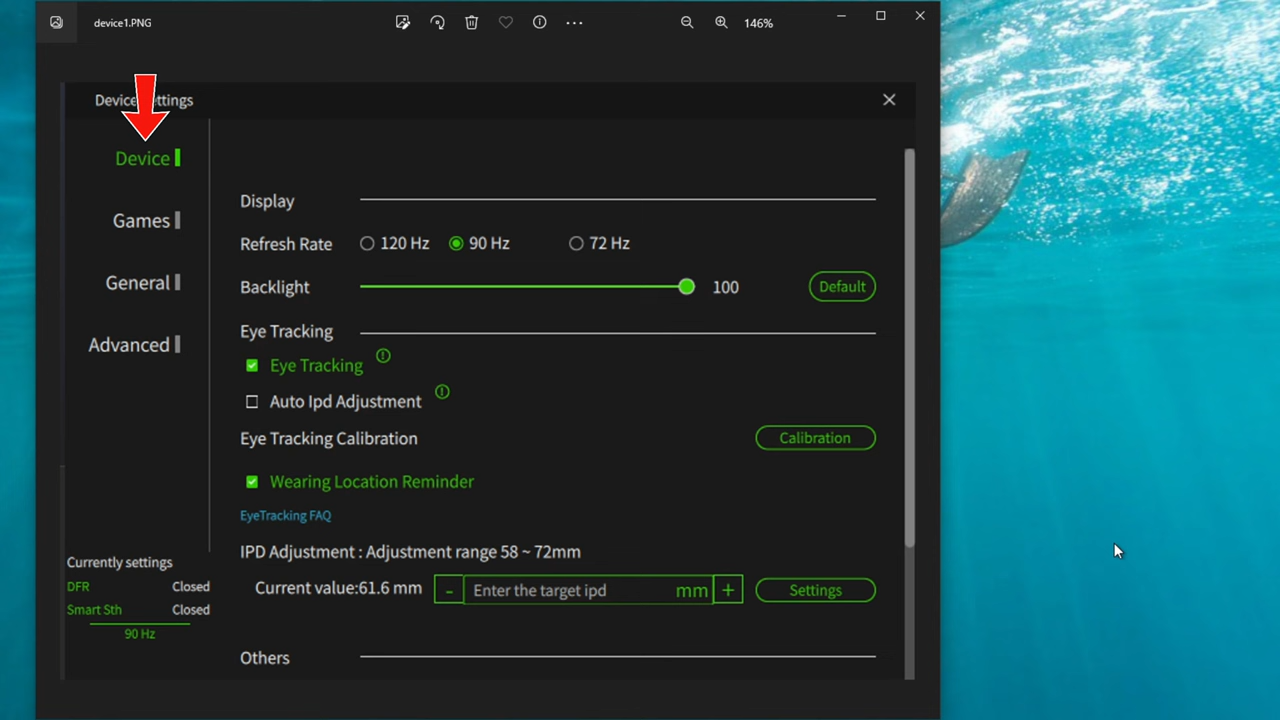 device1.PNG
146%
Device Settings
Device
Games
General
Advanced
Display
Refresh Rate 120 Hz 90 Hz 72 Hz
Backlight 100 Default
Eye Tracking
Eye Tracking
Auto Ipd Adjustment
Eye Tracking Calibration Calibration
Wearing Location Reminder
EyeTracking FAQ
IPD Adjustment : Adjustment range 58 ~ 72mm
Current value:61.6 mm - Enter the target ipd mm + Settings
Others
Currently settings
DFR Closed
Smart Sth Closed
90 Hz